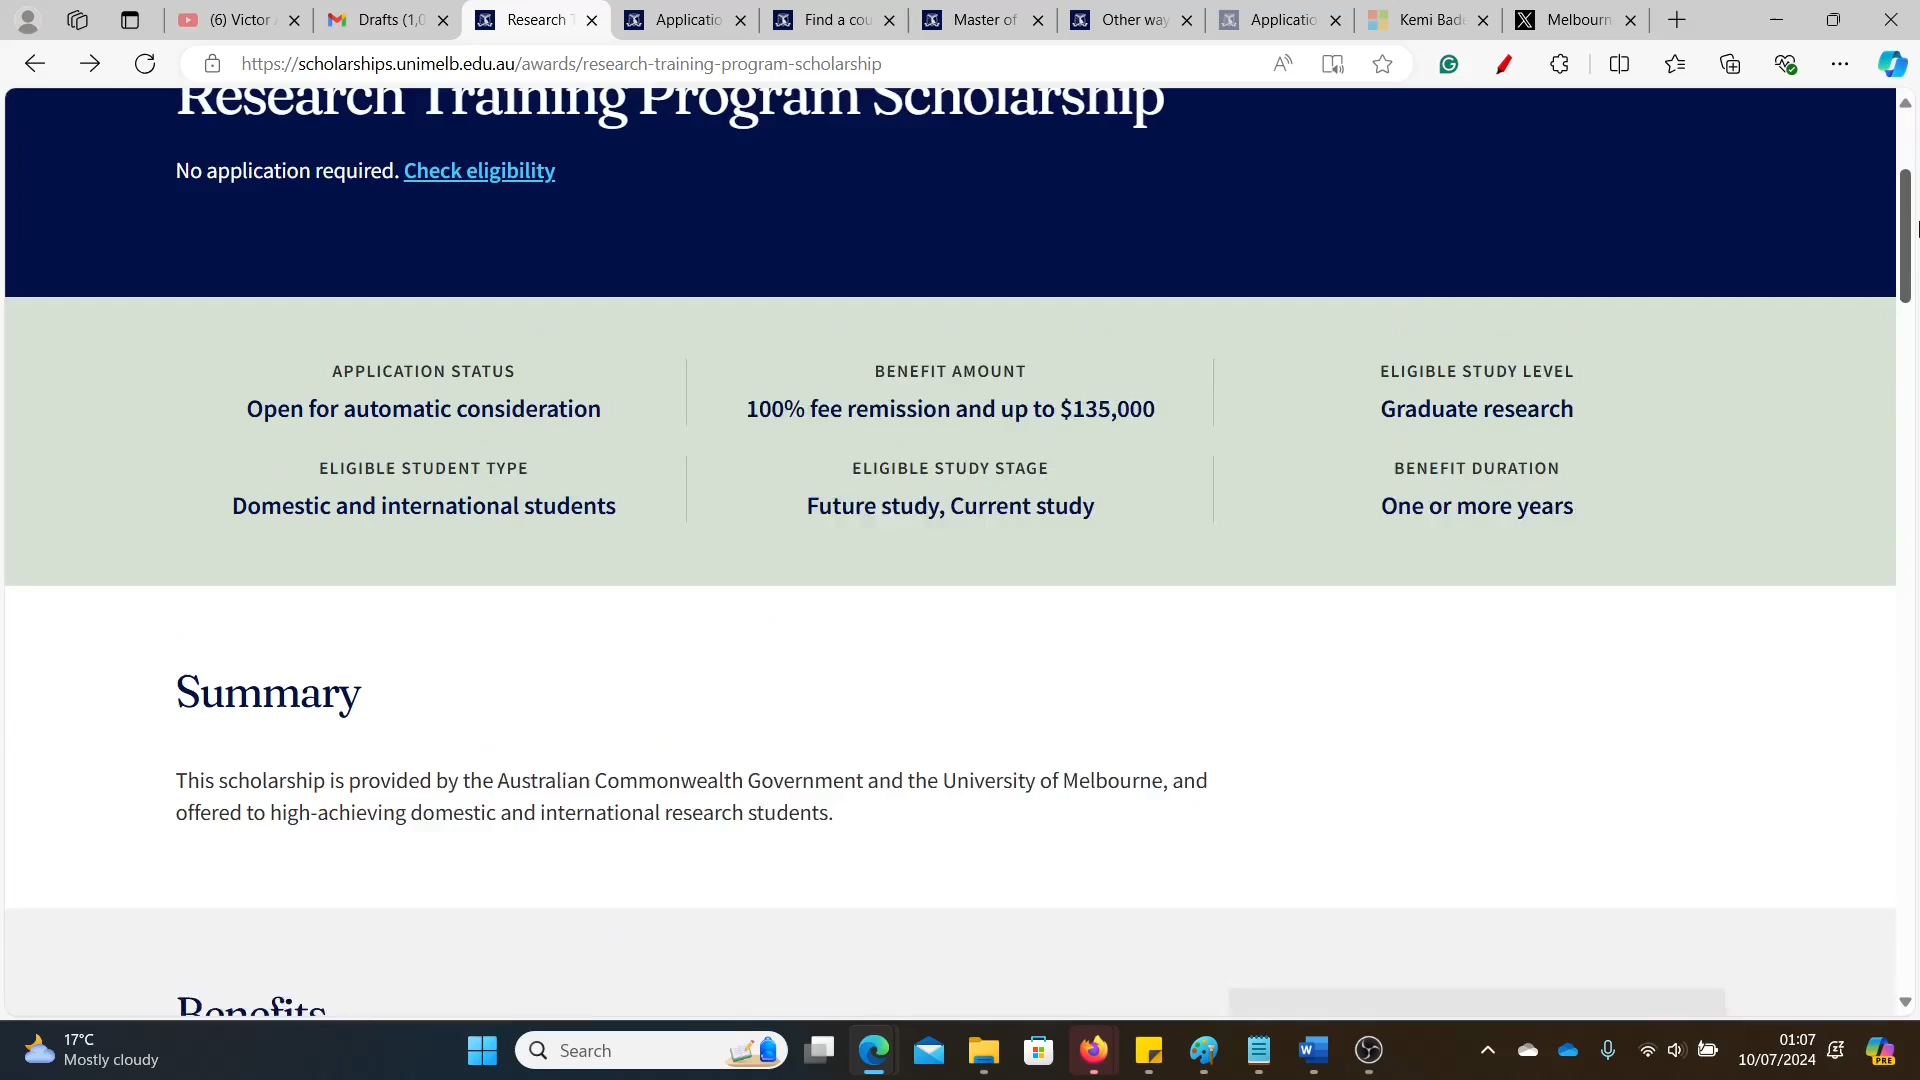 (6) Victor
Drafts (1,0
Research T
Applicatio
Find a cou
Master of
Other way
Applicatio
Kemi Bade
Melbourn
https://scholarships.unimelb.edu.au/awards/research-training-program-scholarship
Research Training Program Scholarship
No application required. Check eligibility
APPLICATION STATUS
Open for automatic consideration
BENEFIT AMOUNT
100% fee remission and up to $135,000
ELIGIBLE STUDY LEVEL
Graduate research
ELIGIBLE STUDENT TYPE
Domestic and international students
ELIGIBLE STUDY STAGE
Future study, Current study
BENEFIT DURATION
One or more years
Summary
This scholarship is provided by the Australian Commonwealth Government and the University of Melbourne, and
offered to high-achieving domestic and international research students.
Benefits
17°C
Mostly cloudy
Search
01:07
10/07/2024
PRE